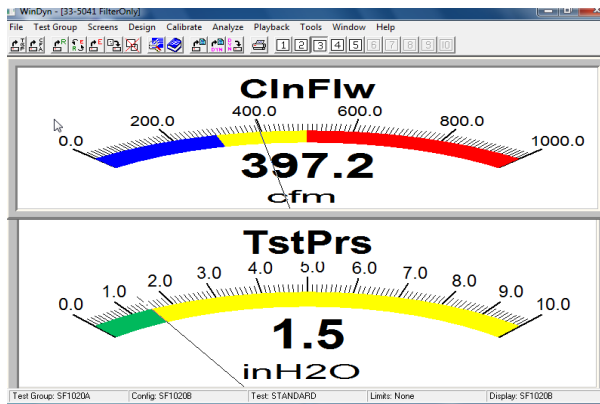 WinDyn - [33-5041 FilterOnly]
File Test Group Screens Design Calibrate Analyze Playback Tools Window Help
1 2 3 4 5 6 7 8 9 10
ClnFlw
0.0 200.0 400.0 600.0 800.0 1000.0
397.2
cfm
TstPrs
0.0 1.0 2.0 3.0 4.0 5.0 6.0 7.0 8.0 9.0 10.0
1.5
inH2O
Test Group: SF1020A Config: SF1020B Test: STANDARD Limits: None Display: SF1020B